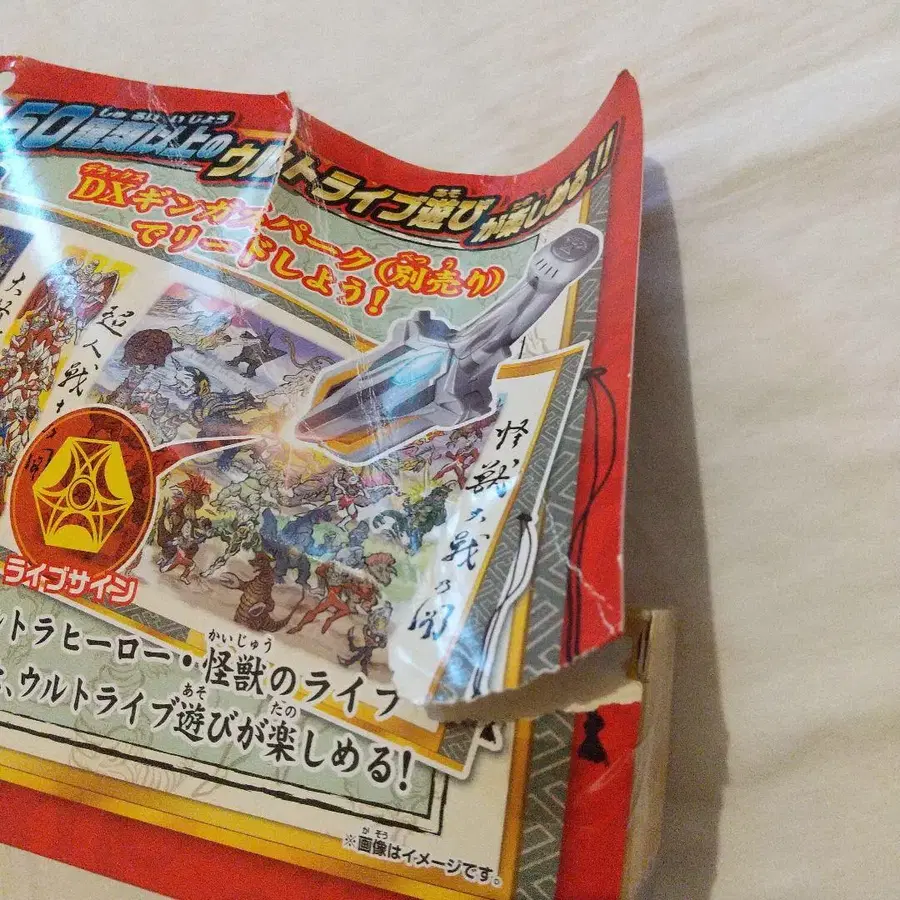 50種類以上のウルトライブ遊びが楽しめる!!
DXギンガスパーク(別売り)
でリードしよう!
超人戦
怪獣大戦乃図
ライブサイン
トラヒーロー・怪獣のライブ
、ウルトライブ遊びが楽しめる!
※画像はイメージです。